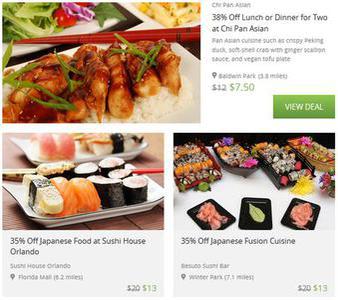 Chi Pan Asian
38% Off Lunch or Dinner for Two
at Chi Pan Asian
Pan Asian cuisine such as crispy Peking
duck, soft-shell crab with ginger scallion
sauce, and vegan tofu plate
Baldwin Park (3.8 miles)
$12 $7.50
VIEW DEAL
35% Off Japanese Food at Sushi House
Orlando
Sushi House Orlando
Florida Mall (6.2 miles)
$20 $13
35% Off Japanese Fusion Cuisine
Besuto Sushi Bar
Winter Park (7.1 miles)
$20 $13